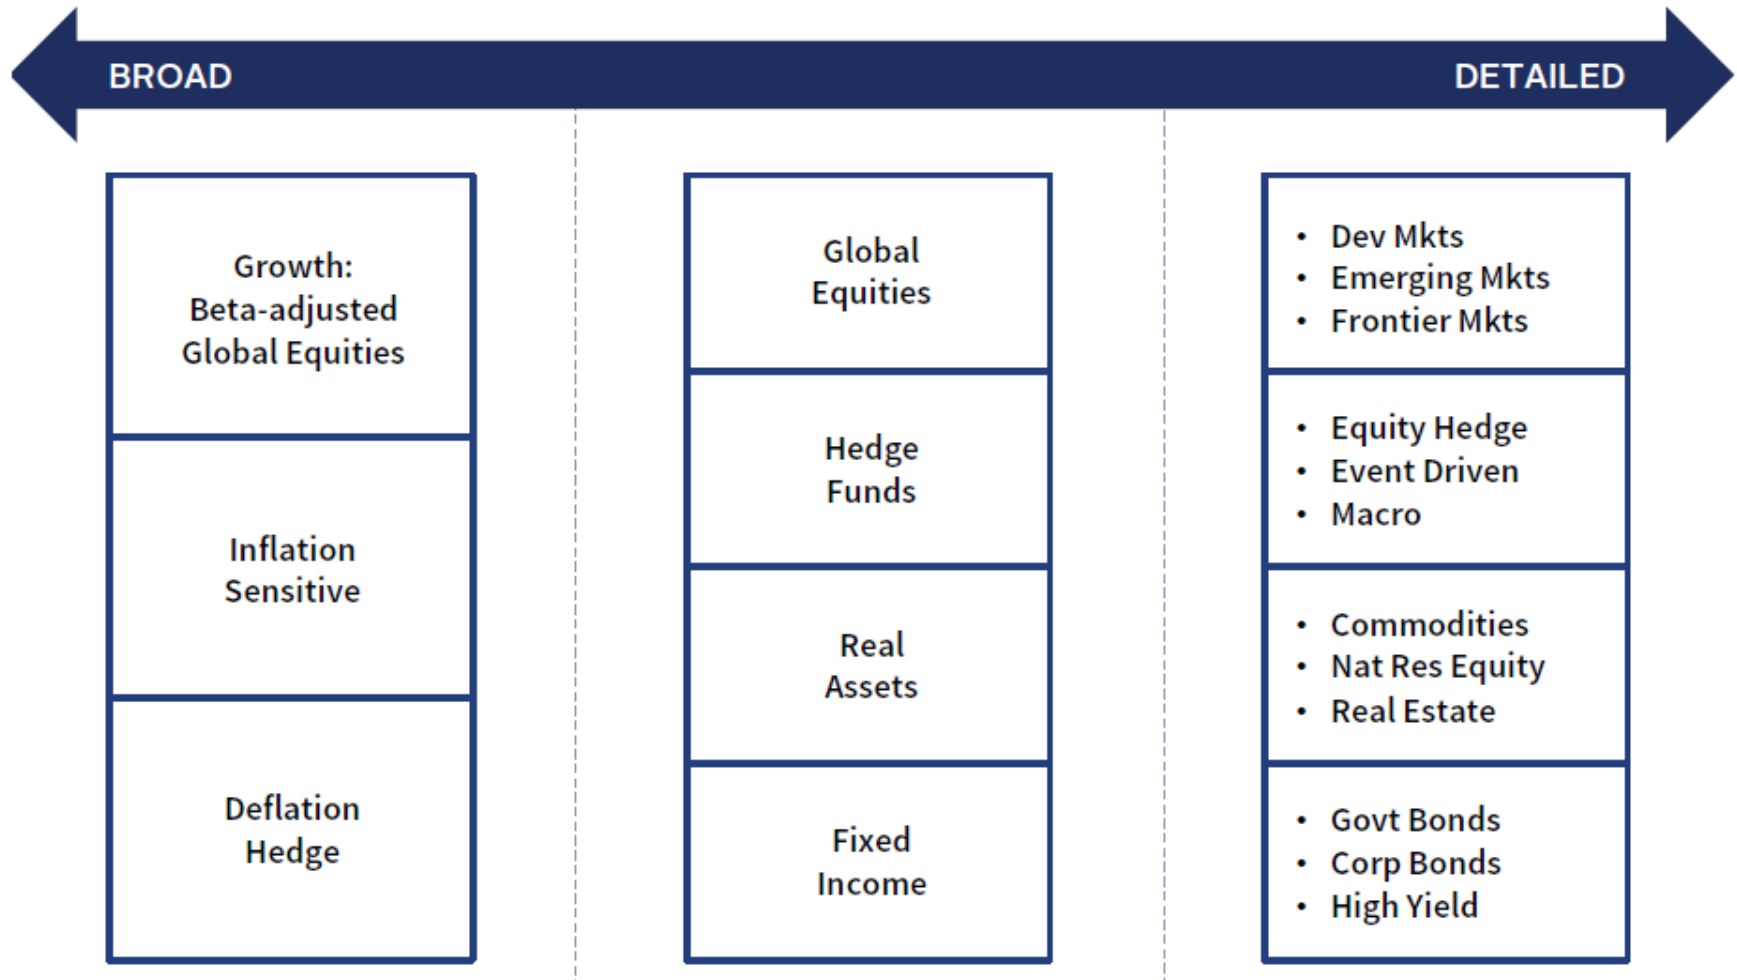 BROAD
DETAILED
Growth:
Beta-adjusted
Global Equities
Inflation
Sensitive
Deflation
Hedge
Global
Equities
Hedge
Funds
Real
Assets
Fixed
Income
• Dev Mkts
• Emerging Mkts
• Frontier Mkts
• Equity Hedge
• Event Driven
• Macro
• Commodities
• Nat Res Equity
• Real Estate
• Govt Bonds
• Corp Bonds
• High Yield